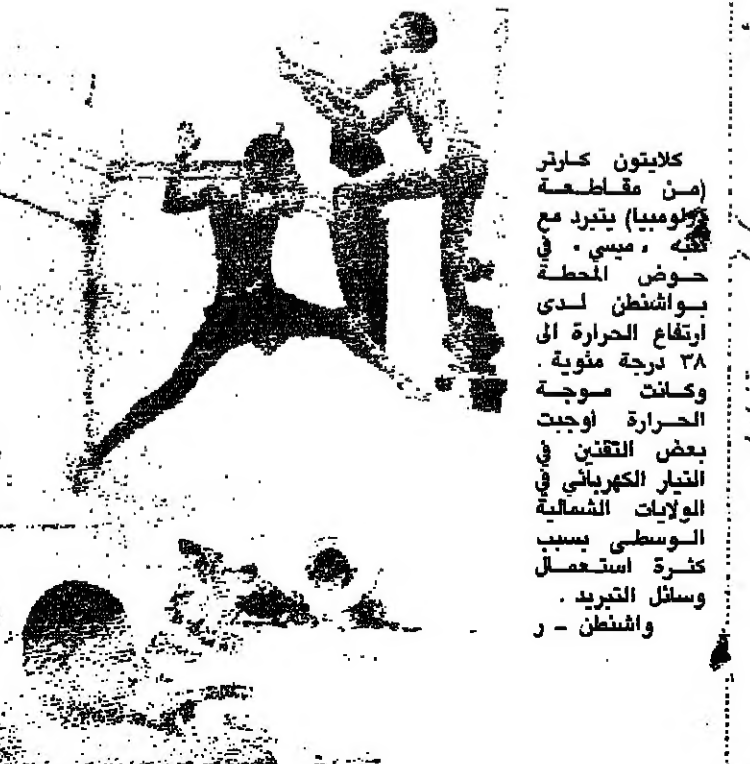 كلايتون كارتر
(من مقاطعة
كولومبيا) يتبرد مع
كلبه « ميسي » في
حوض المحطة
بواشنطن لدى
ارتفاع الحرارة الى
٣٨ درجة مئوية .
وكانت موجة
الحرارة أوجبت
بعض التقنين في
التيار الكهربائي في
الولايات الشمالية
الوسطى بسبب
كثرة استعمال
وسائل التبريد .
واشنطن - ر